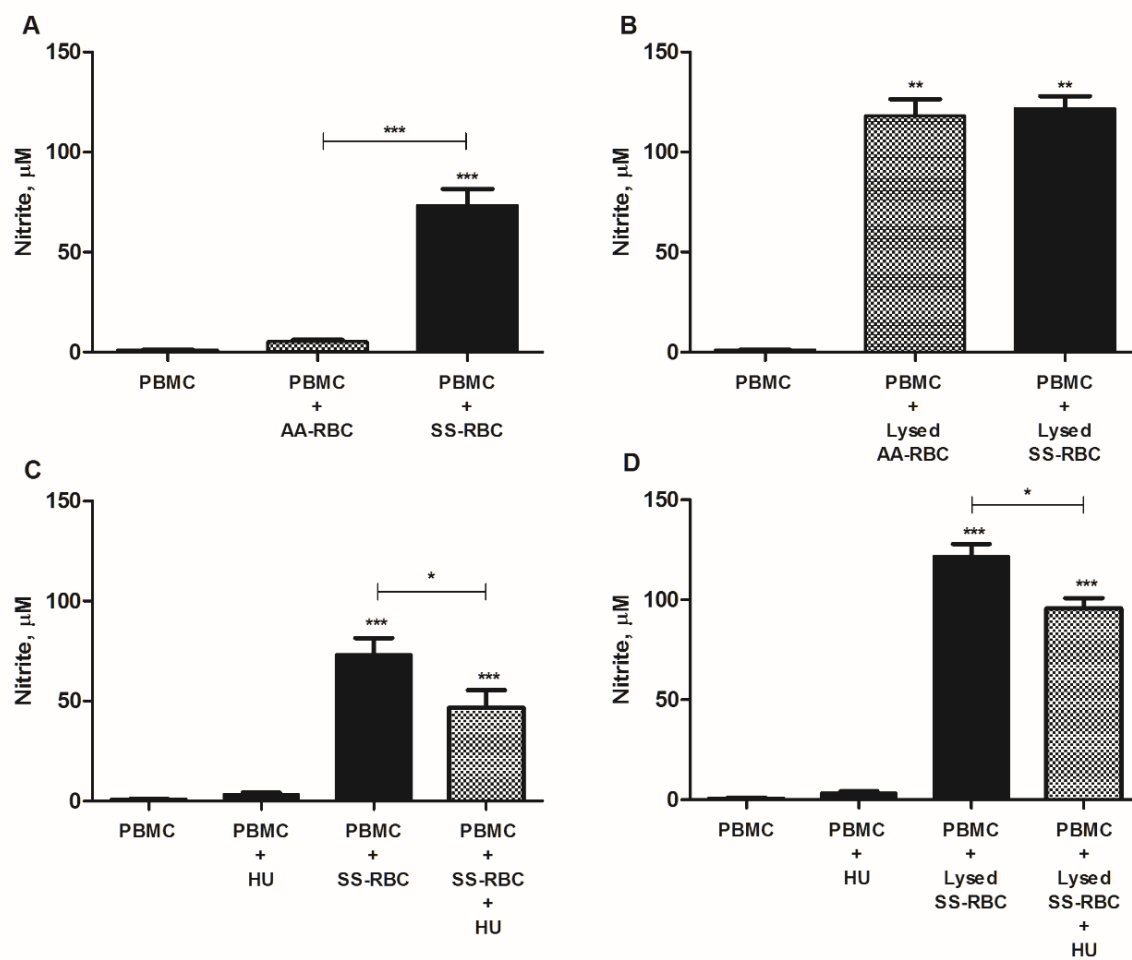 A
Nitrite, μM
150
100
50
0
***
***
PBMC
PBMC
+
AA-RBC
PBMC
+
SS-RBC
B
Nitrite, μM
150
100
50
0
**
**
PBMC
PBMC
+
Lysed
AA-RBC
PBMC
+
Lysed
SS-RBC
C
Nitrite, μM
150
100
50
0
*
***
***
PBMC
PBMC
+
HU
PBMC
+
SS-RBC
PBMC
+
SS-RBC
+
HU
D
Nitrite, μM
150
100
50
0
*
***
***
PBMC
PBMC
+
HU
PBMC
+
Lysed
SS-RBC
PBMC
+
Lysed
SS-RBC
+
HU